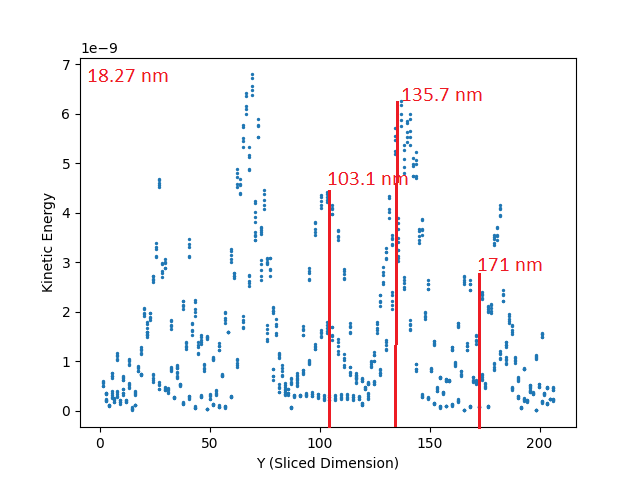 1e−9
7
18.27 nm
6
135.7 nm
5
103.1 nm
4
Kinetic Energy
3
171 nm
2
1
0
0 50 100 150 200
Y (Sliced Dimension)